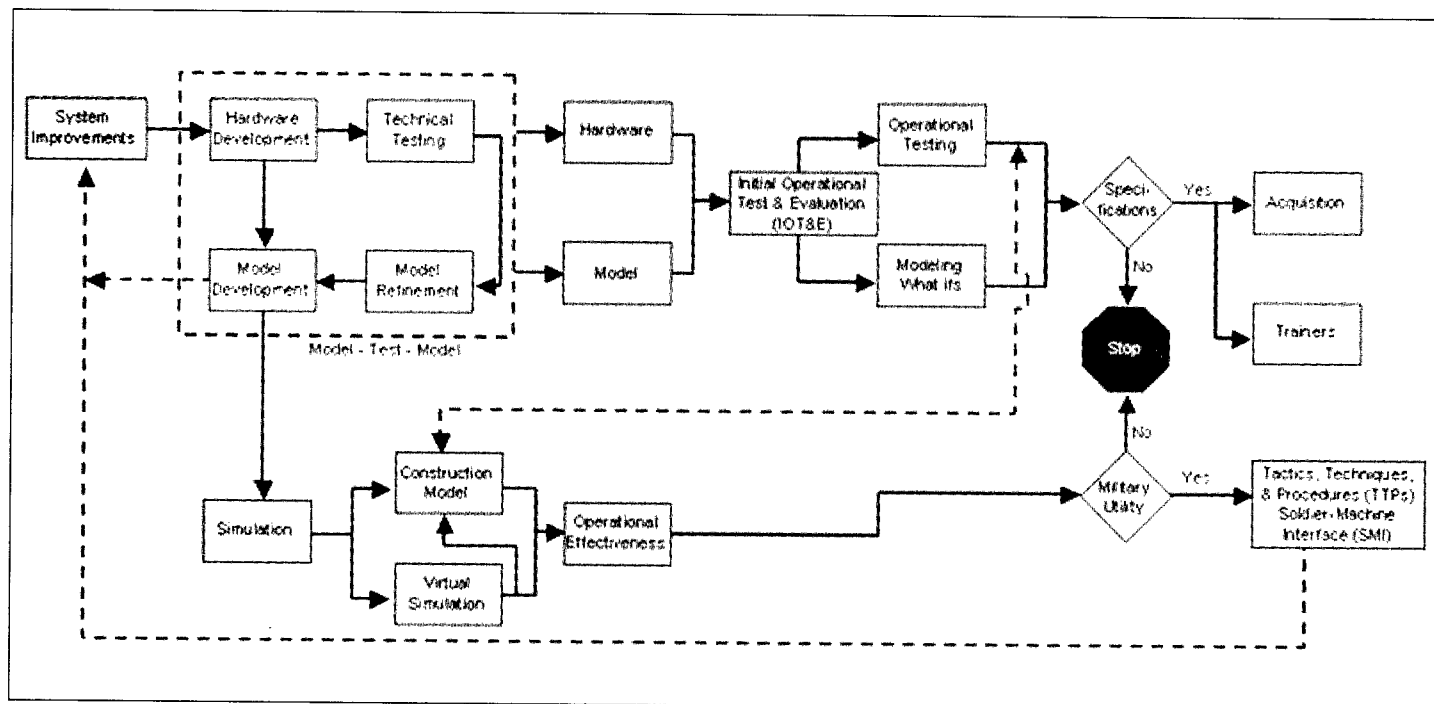 System
Improvements
Hardware
Development
Technical
Testing
Model
Development
Model
Refinement
Model - Test - Model
Hardware
Model
Initial Operational
Test & Evaluation
(IOT&E)
Operational
Testing
Modeling
What ifs
Speci-
fications
Yes
No
Acquisition
Trainers
Stop
No
Military
Utility
Yes
Tactics, Techniques,
& Procedures (TTPs)
Soldier-Machine
Interface (SMI)
Simulation
Construction
Model
Virtual
Simulation
Operational
Effectiveness